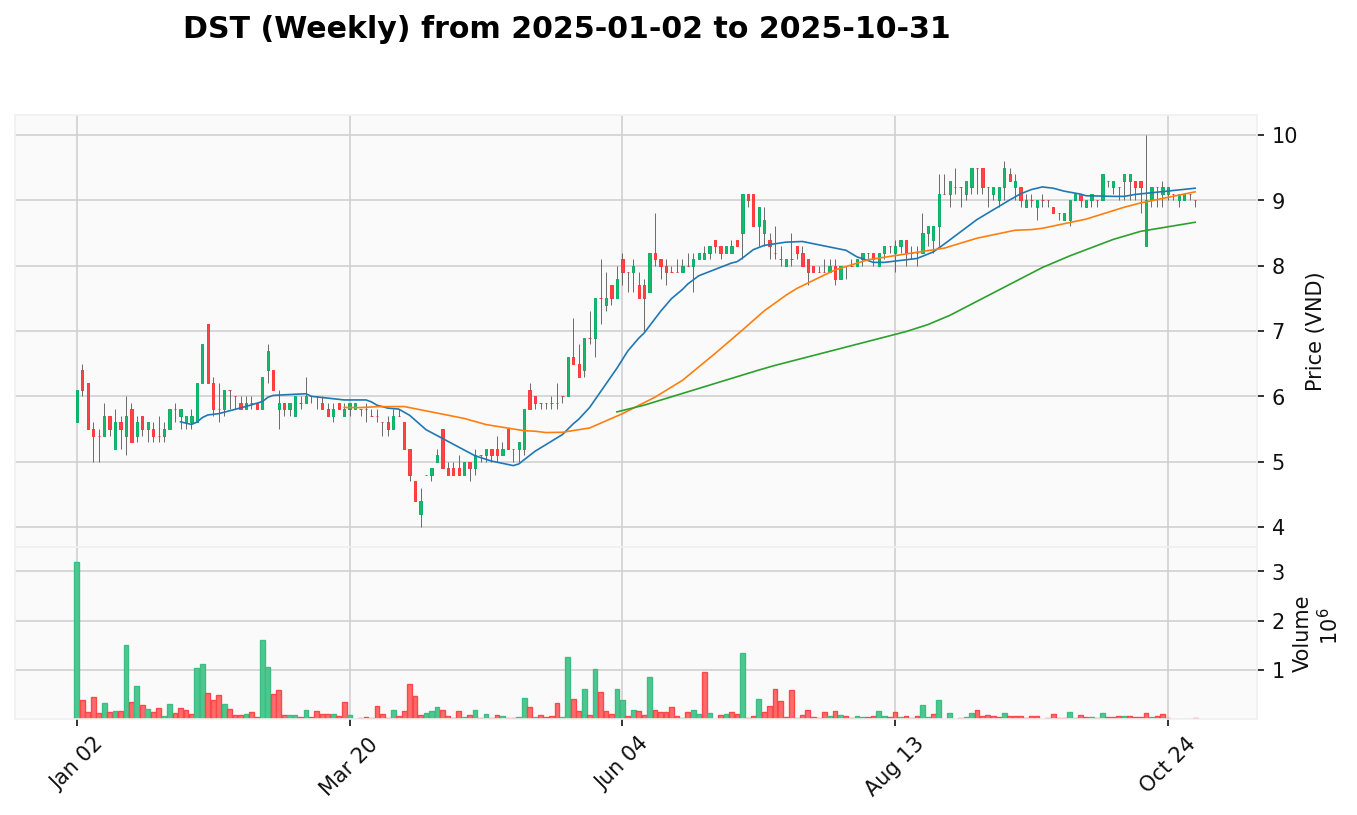 DST (Weekly) from 2025-01-02 to 2025-10-31
10
9
8
7
6
5
4
Price (VND)
3
2
1
Volume
10⁶
Jan 02
Mar 20
Jun 04
Aug 13
Oct 24